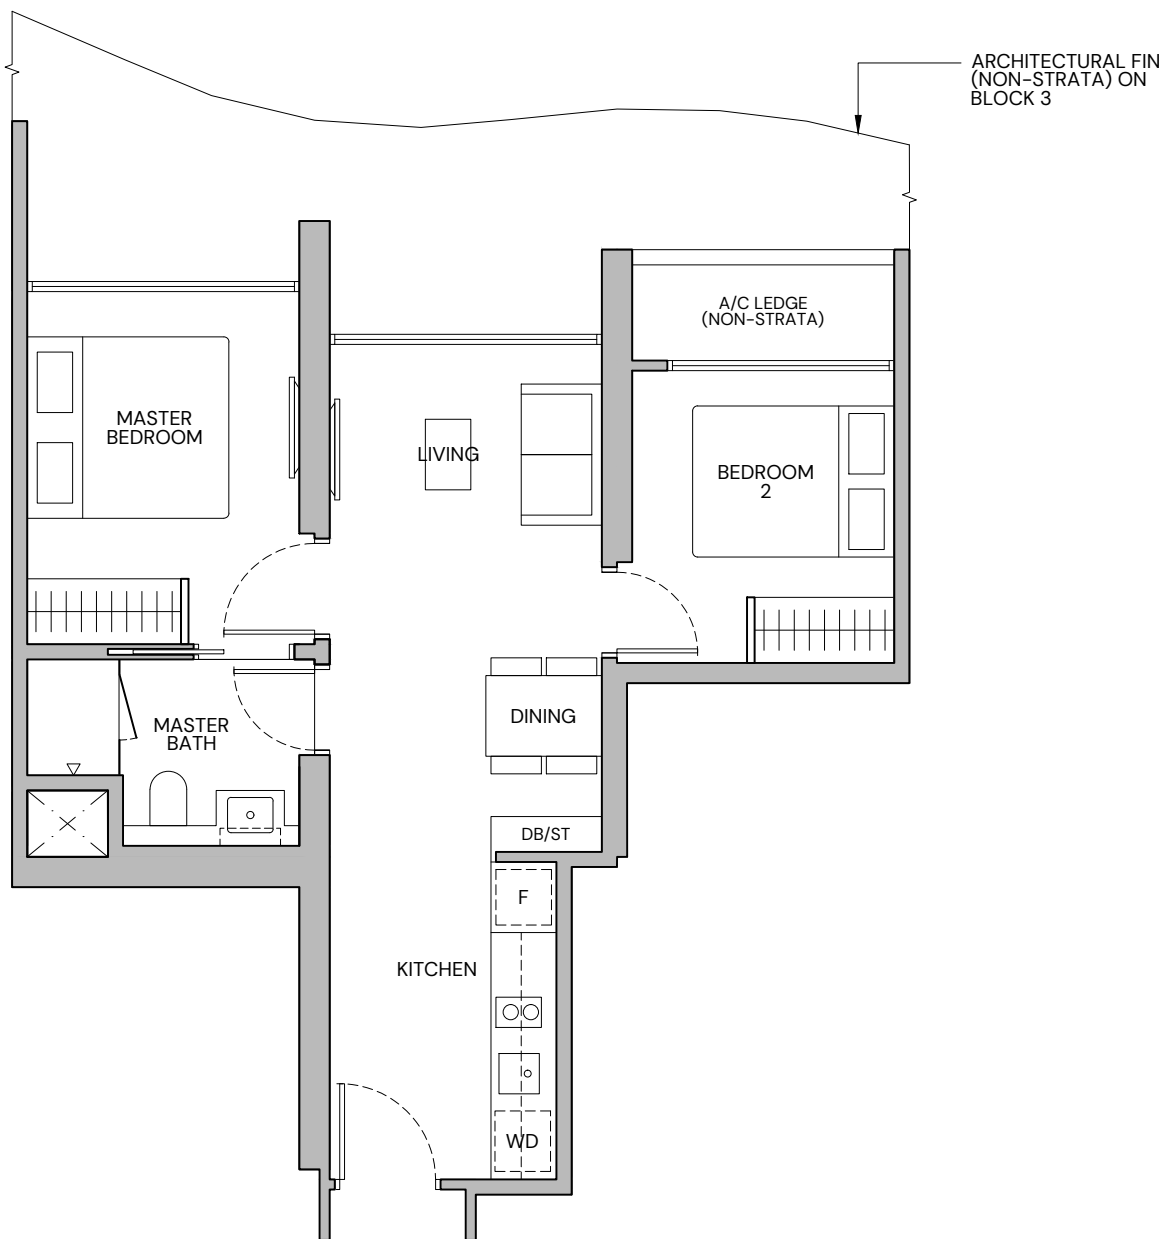 ARCHITECTURAL FIN
(NON-STRATA) ON
BLOCK 3
A/C LEDGE
(NON-STRATA)
MASTER
BEDROOM
LIVING
BEDROOM
2
MASTER
BATH
DINING
DB/ST
F
KITCHEN
WD